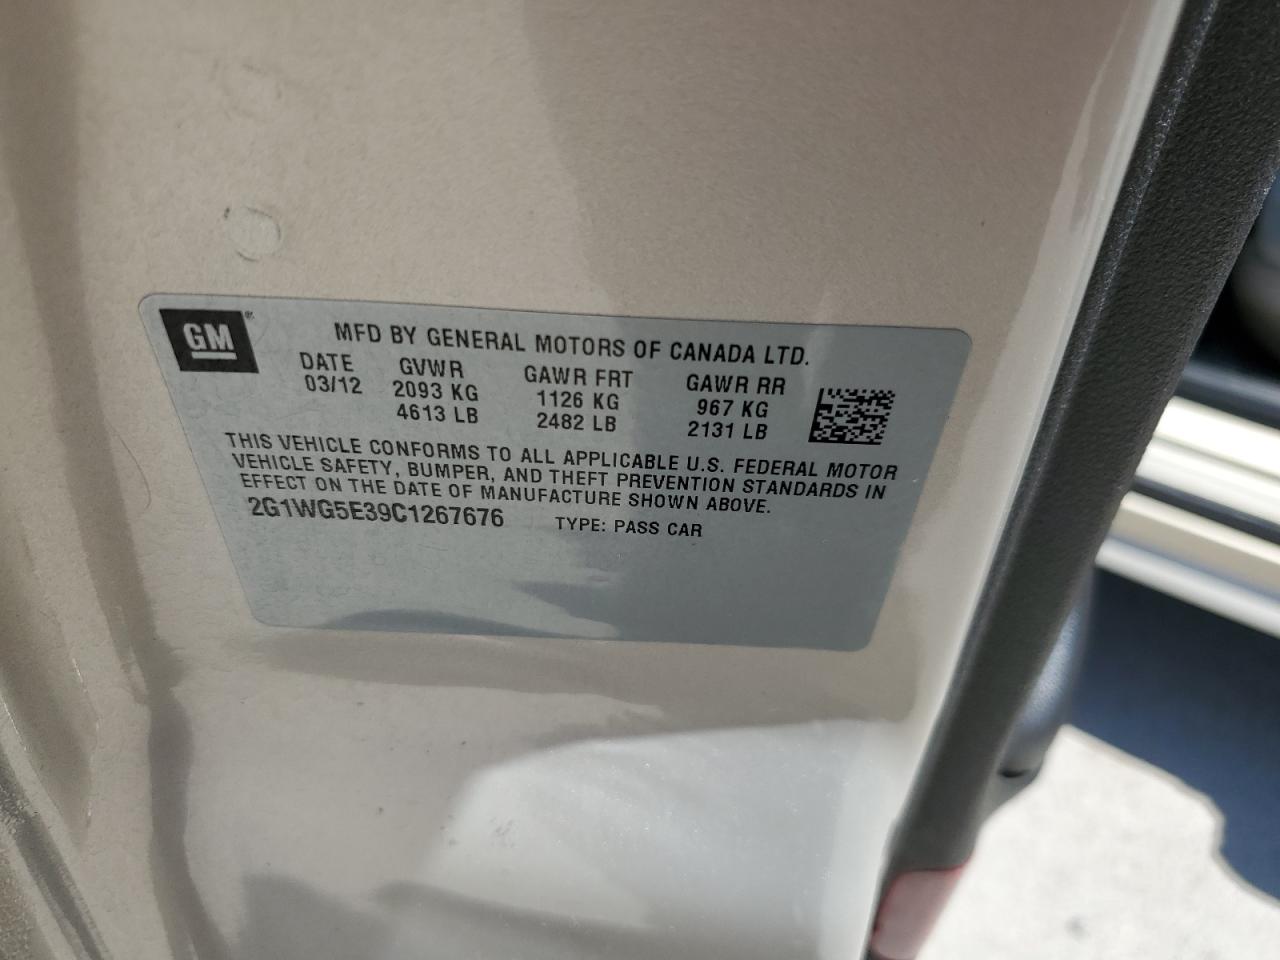 GM®
MFD BY GENERAL MOTORS OF CANADA LTD.
DATE GVWR GAWR FRT GAWR RR
03/12 2093 KG 1126 KG 967 KG
4613 LB 2482 LB 2131 LB
THIS VEHICLE CONFORMS TO ALL APPLICABLE U.S. FEDERAL MOTOR
VEHICLE SAFETY, BUMPER, AND THEFT PREVENTION STANDARDS IN
EFFECT ON THE DATE OF MANUFACTURE SHOWN ABOVE.
2G1WG5E39C1267676 TYPE: PASS CAR